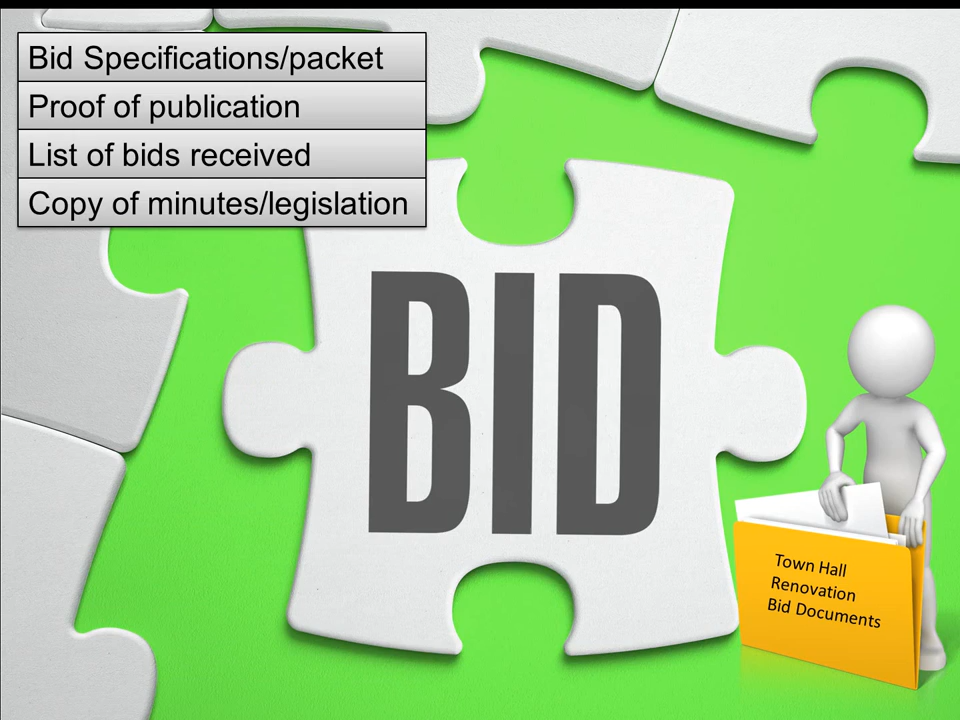 Bid Specifications/packet
Proof of publication
List of bids received
Copy of minutes/legislation
BID
Town Hall
Renovation
Bid Documents